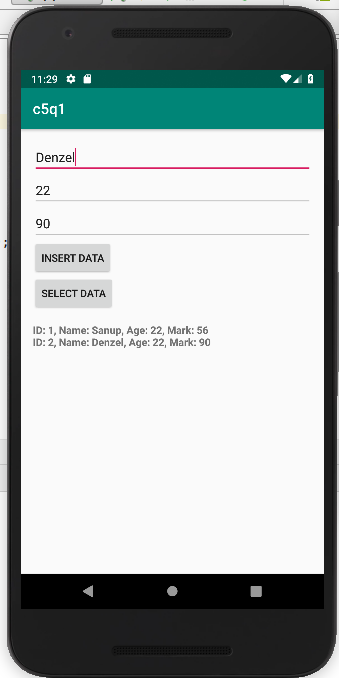 11:29
c5q1
Denzel
22
90
INSERT DATA
SELECT DATA
ID: 1, Name: Sanup, Age: 22, Mark: 56
ID: 2, Name: Denzel, Age: 22, Mark: 90
;